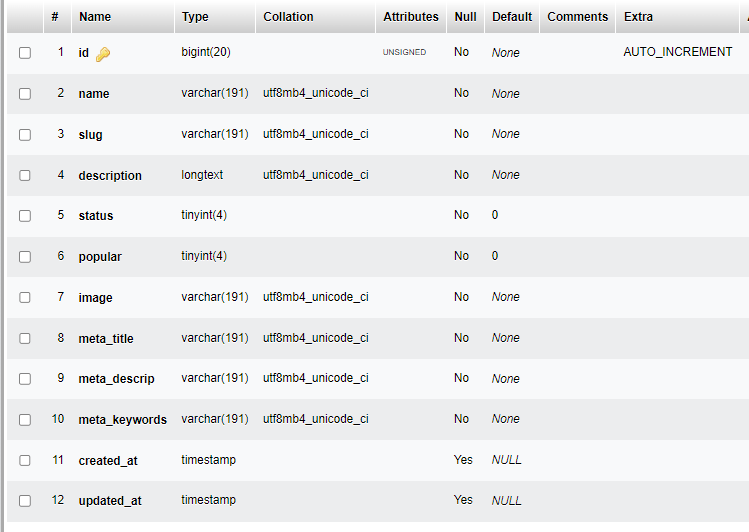 # Name Type Collation Attributes Null Default Comments Extra
1 id bigint(20) UNSIGNED No None AUTO_INCREMENT
2 name varchar(191) utf8mb4_unicode_ci No None
3 slug varchar(191) utf8mb4_unicode_ci No None
4 description longtext utf8mb4_unicode_ci No None
5 status tinyint(4) No 0
6 popular tinyint(4) No 0
7 image varchar(191) utf8mb4_unicode_ci No None
8 meta_title varchar(191) utf8mb4_unicode_ci No None
9 meta_descrip varchar(191) utf8mb4_unicode_ci No None
10 meta_keywords varchar(191) utf8mb4_unicode_ci No None
11 created_at timestamp Yes NULL
12 updated_at timestamp Yes NULL